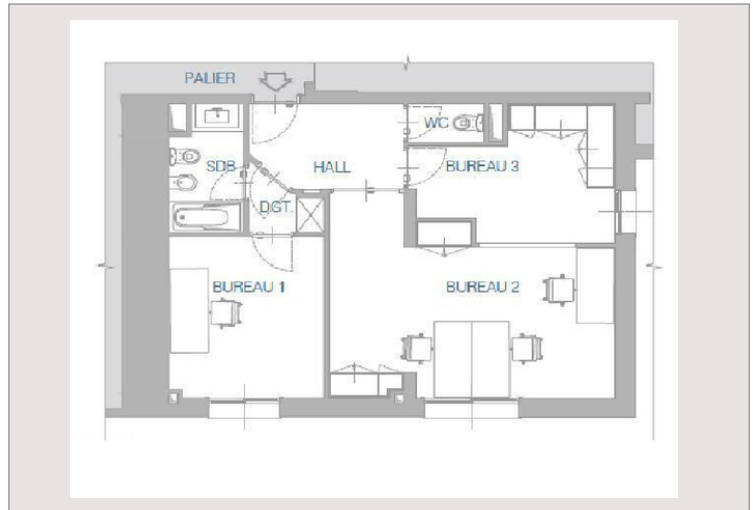 PALIER
WC
SDB
HALL
BUREAU 3
DGT
BUREAU 1
BUREAU 2